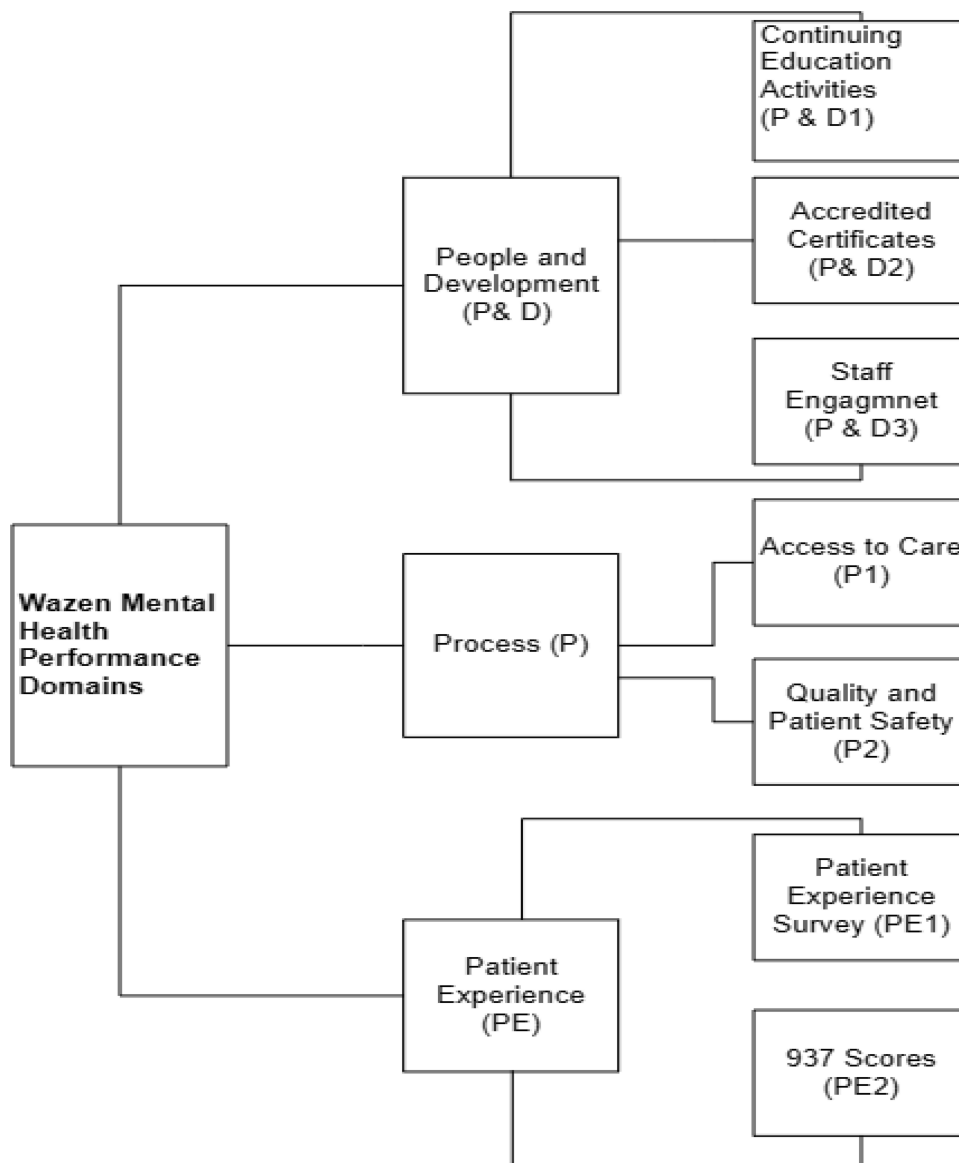 Continuing
Education
Activities
(P & D1)
People and
Development
(P& D)
Accredited
Certificates
(P& D2)
Staff
Engagmnet
(P & D3)
Wazen Mental
Health
Performance
Domains
Process (P)
Access to Care
(P1)
Quality and
Patient Safety
(P2)
Patient
Experience
(PE)
Patient
Experience
Survey (PE1)
937 Scores
(PE2)